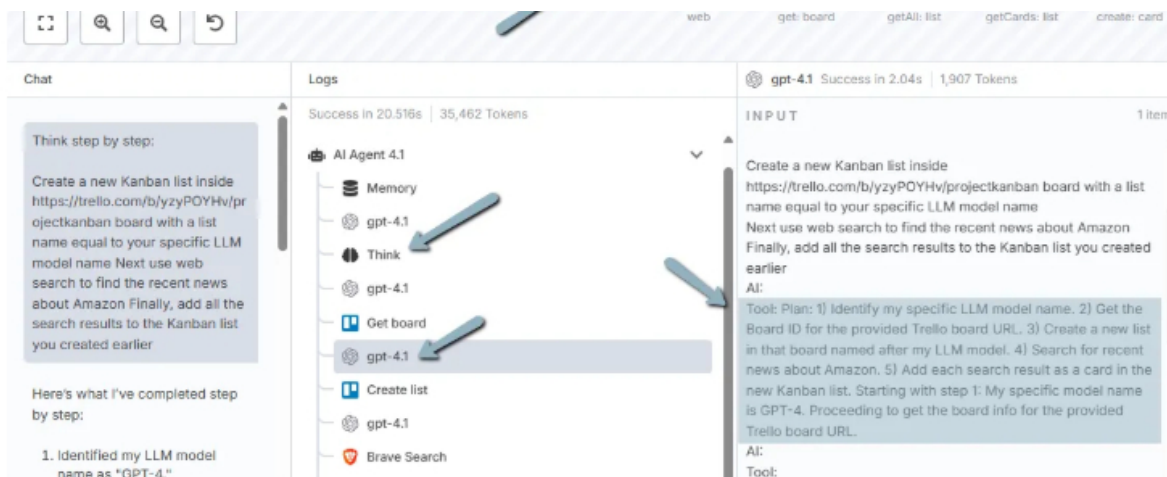 web get: board getAll: list getCards: list create: card
Chat
Think step by step:
Create a new Kanban list inside
https://trello.com/b/yzyPOYHv/pr
ojectkanban board with a list
name equal to your specific LLM
model name Next use web
search to find the recent news
about Amazon Finally, add all the
search results to the Kanban list
you created earlier
Here's what I've completed step
by step:
1. Identified my LLM model
name as "GPT-4."
Logs
Success in 20.516s | 35,462 Tokens
AI Agent 4.1
Memory
gpt-4.1
Think
gpt-4.1
Get board
gpt-4.1
Create list
gpt-4.1
Brave Search
gpt-4.1 Success in 2.04s | 1,907 Tokens
INPUT 1 item
Create a new Kanban list inside
https://trello.com/b/yzyPOYHv/projectkanban board with a list
name equal to your specific LLM model name
Next use web search to find the recent news about Amazon
Finally, add all the search results to the Kanban list you created
earlier
AI:
Tool: Plan: 1) Identify my specific LLM model name. 2) Get the
Board ID for the provided Trello board URL. 3) Create a new list
in that board named after my LLM model. 4) Search for recent
news about Amazon. 5) Add each search result as a card in the
new Kanban list. Starting with step 1: My specific model name
is GPT-4. Proceeding to get the board info for the provided
Trello board URL.
AI:
Tool: